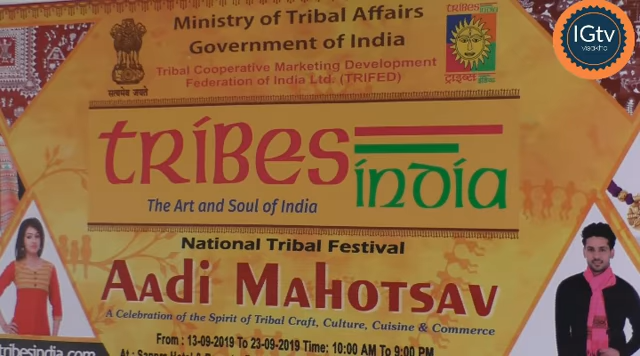 IGtv
visakha
Ministry of Tribal Affairs
Government of India
Tribal Cooperative Marketing Development
Federation of India Ltd. (TRIFED)
सत्यमेव जयते
TRIBES
ट्राइब्स
TRIBES INDIA
The Art and Soul of India
National Tribal Festival
AADI MAHOTSAV
A Celebration of the Spirit of Tribal Craft, Culture, Cuisine & Commerce
From : 13-09-2019 To 23-09-2019 Time: 10:00 AM To 9:00 PM
tribesindia.com
At :